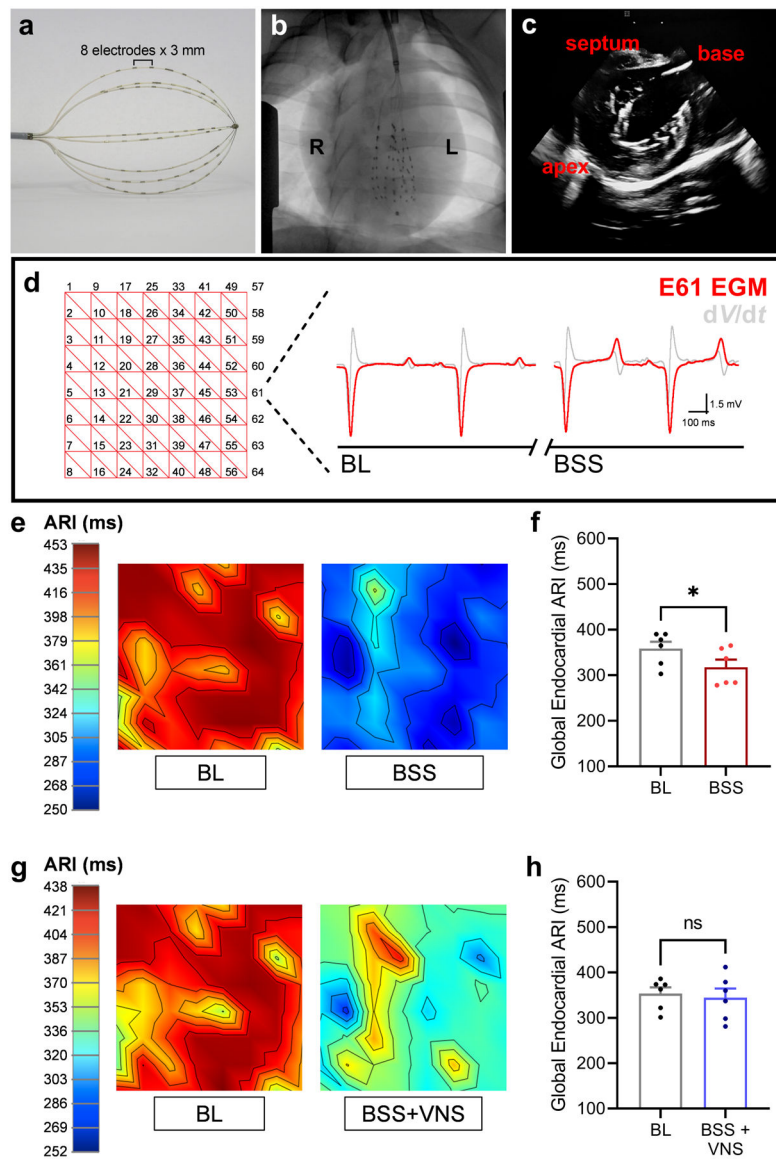 a
8 electrodes x 3 mm
b
R
L
c
septum
base
apex
d
1 9 17 25 33 41 49 57
2 10 18 26 34 42 50 58
3 11 19 27 35 43 51 59
4 12 20 28 36 44 52 60
5 13 21 29 37 45 53 61
6 14 22 30 38 46 54 62
7 15 23 31 39 47 55 63
8 16 24 32 40 48 56 64
E61 EGM
dV/dt
1.5 mV
100 ms
BL
BSS
e
ARI (ms)
453
416
398
379
361
342
324
305
287
268
250
BL
BSS
f
Global Endocardial ARI (ms)
600
500
400
300
200
100
*
BL
BSS
g
ARI (ms)
438
421
404
387
370
353
336
320
303
286
269
252
BL
BSS+VNS
h
Global Endocardial ARI (ms)
600
500
400
300
200
100
ns
BL
BSS +
VNS